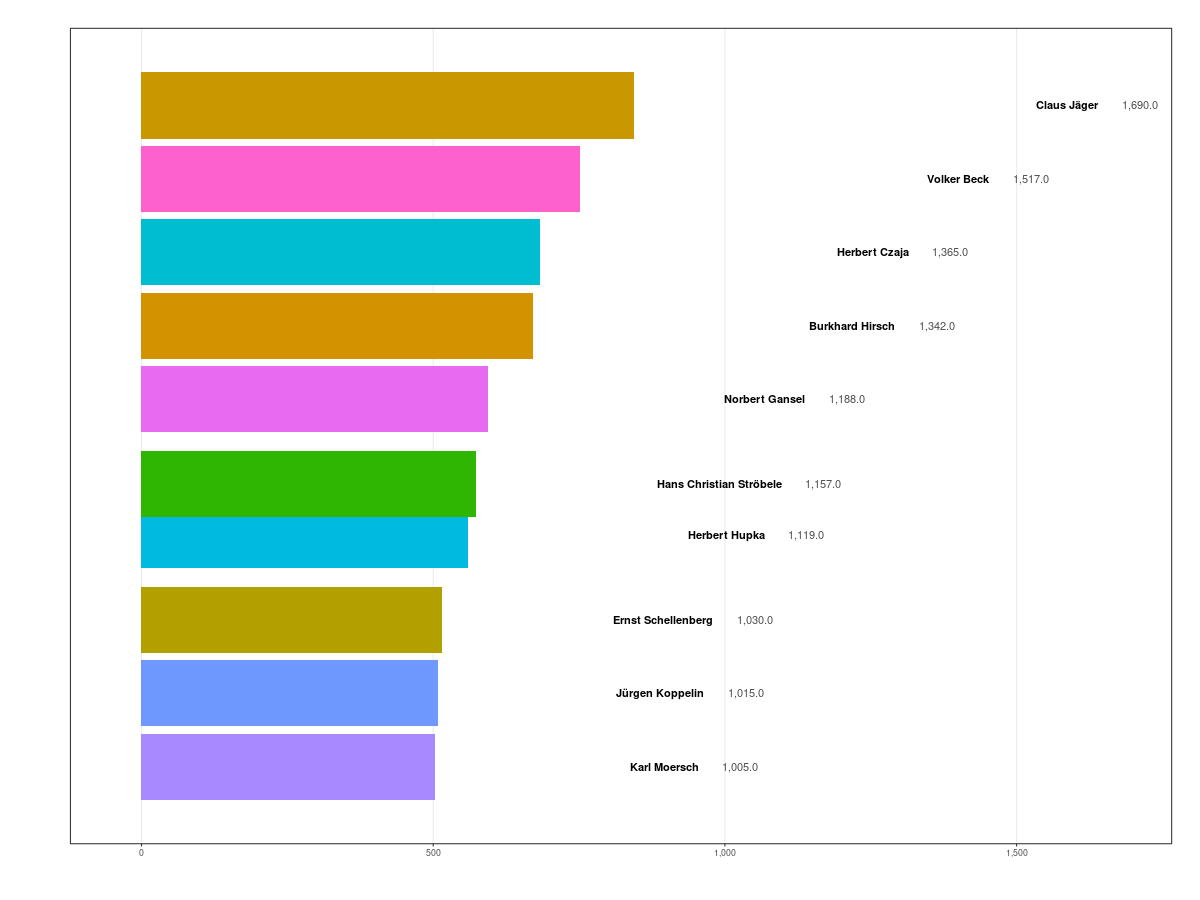 Claus Jäger 1,690.0
Volker Beck 1,517.0
Herbert Czaja 1,365.0
Burkhard Hirsch 1,342.0
Norbert Gansel 1,188.0
Hans Christian Ströbele 1,157.0
Herbert Hupka 1,119.0
Ernst Schellenberg 1,030.0
Jürgen Koppelin 1,015.0
Karl Moersch 1,005.0
0 500 1,000 1,500